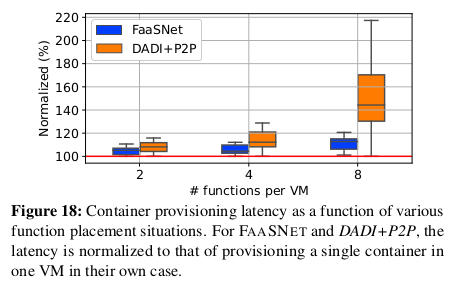 220
200
180
160
140
120
100
Normalized (%)
FaaSNet
DADI+P2P
2
4
8
# functions per VM
Figure 18: Container provisioning latency as a function of various
function placement situations. For FAASNET and DADI+P2P, the
latency is normalized to that of provisioning a single container in
one VM in their own case.